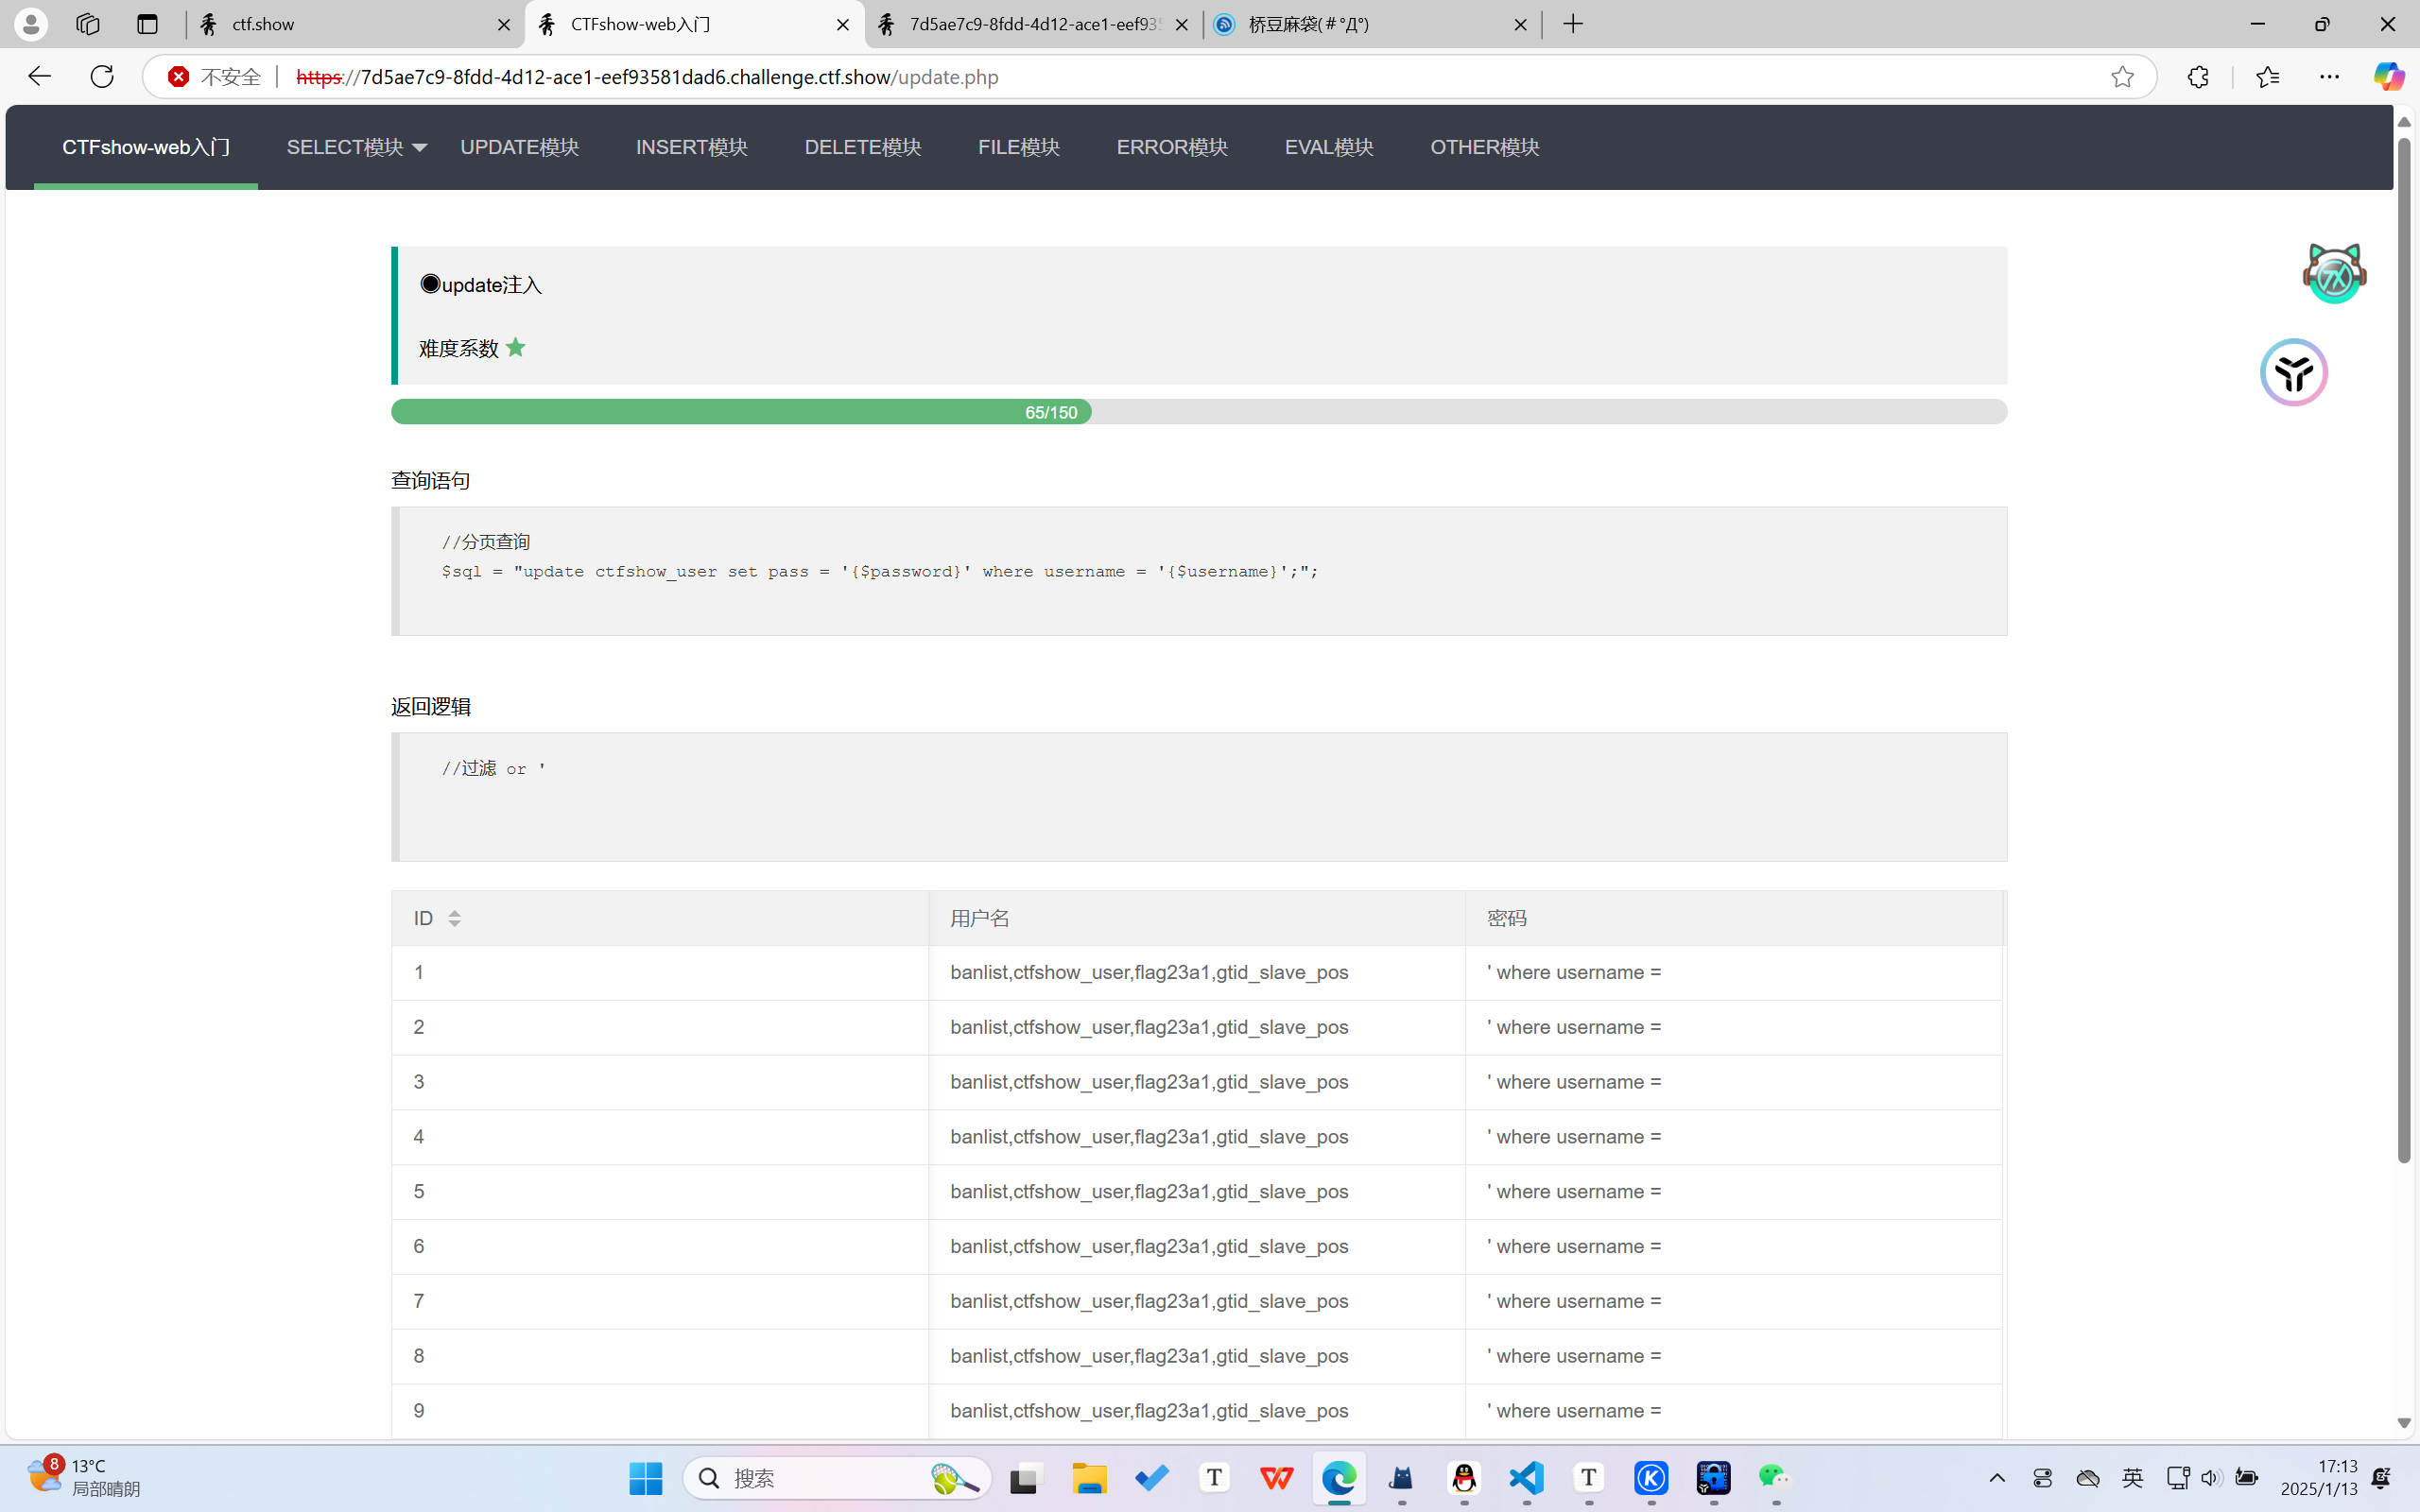 ctf.show
CTFshow-web入门
7d5ae7c9-8fdd-4d12-ace1-eef935
桥豆麻袋(＃°Д°)
不安全
https://7d5ae7c9-8fdd-4d12-ace1-eef93581dad6.challenge.ctf.show/update.php
CTFshow-web入门 SELECT模块 UPDATE模块 INSERT模块 DELETE模块 FILE模块 ERROR模块 EVAL模块 OTHER模块
◉update注入
难度系数
65/150
查询语句
//分页查询
$sql = "update ctfshow_user set pass = '{$password}' where username = '{$username}';";
返回逻辑
//过滤 or '
ID 用户名 密码
1 banlist,ctfshow_user,flag23a1,gtid_slave_pos ' where username =
2 banlist,ctfshow_user,flag23a1,gtid_slave_pos ' where username =
3 banlist,ctfshow_user,flag23a1,gtid_slave_pos ' where username =
4 banlist,ctfshow_user,flag23a1,gtid_slave_pos ' where username =
5 banlist,ctfshow_user,flag23a1,gtid_slave_pos ' where username =
6 banlist,ctfshow_user,flag23a1,gtid_slave_pos ' where username =
7 banlist,ctfshow_user,flag23a1,gtid_slave_pos ' where username =
8 banlist,ctfshow_user,flag23a1,gtid_slave_pos ' where username =
9 banlist,ctfshow_user,flag23a1,gtid_slave_pos ' where username =
8
13°C
局部晴朗
搜索
英
17:13
2025/1/13